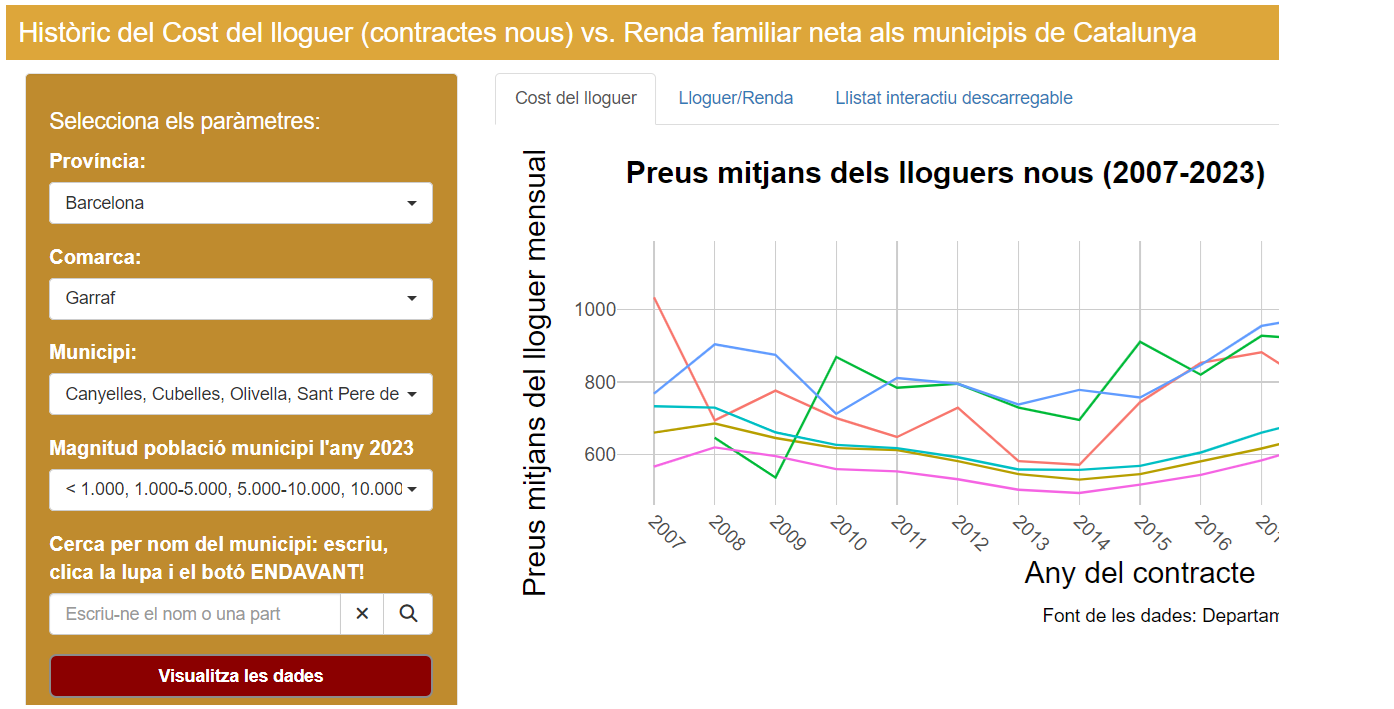 Històric del Cost del lloguer (contractes nous) vs. Renda familiar neta als municipis de Catalunya
Selecciona els paràmetres:
Província:
Barcelona
Comarca:
Garraf
Municipi:
Canyelles, Cubelles, Olivella, Sant Pere de
Magnitud població municipi l'any 2023
< 1.000, 1.000-5.000, 5.000-10.000, 10.000
Cerca per nom del municipi: escriu,
clica la lupa i el botó ENDAVANT!
Escriu-ne el nom o una part
Visualitza les dades
Cost del lloguer Lloguer/Renda Llistat interactiu descarregable
Preus mitjans dels lloguers nous (2007-2023)
Preus mitjans del lloguer mensual
1000
800
600
2007 2008 2009 2010 2011 2012 2013 2014 2015 2016
Any del contracte
Font de les dades: